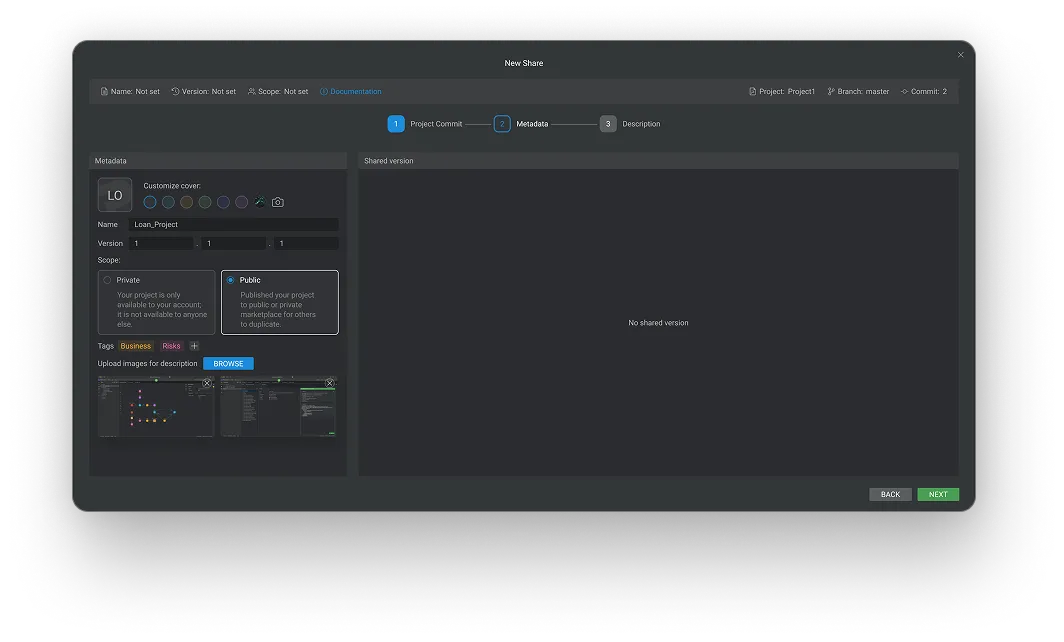 New Share
Name: Not set Version: Not set Scope: Not set Documentation Project: Project1 Branch: master Commit: 2
1 Project Commit 2 Metadata 3 Description
Metadata
Shared version
LO
Customize cover:
Name Loan_Project
Version 1 . 1 . 1
Scope:
Private
Your project is only
available to your account;
it is not available to anyone
else.
Public
Published your project
to public or private
marketplace for others
to duplicate.
No shared version
Tags Business Risks
Upload images for description BROWSE
BACK NEXT